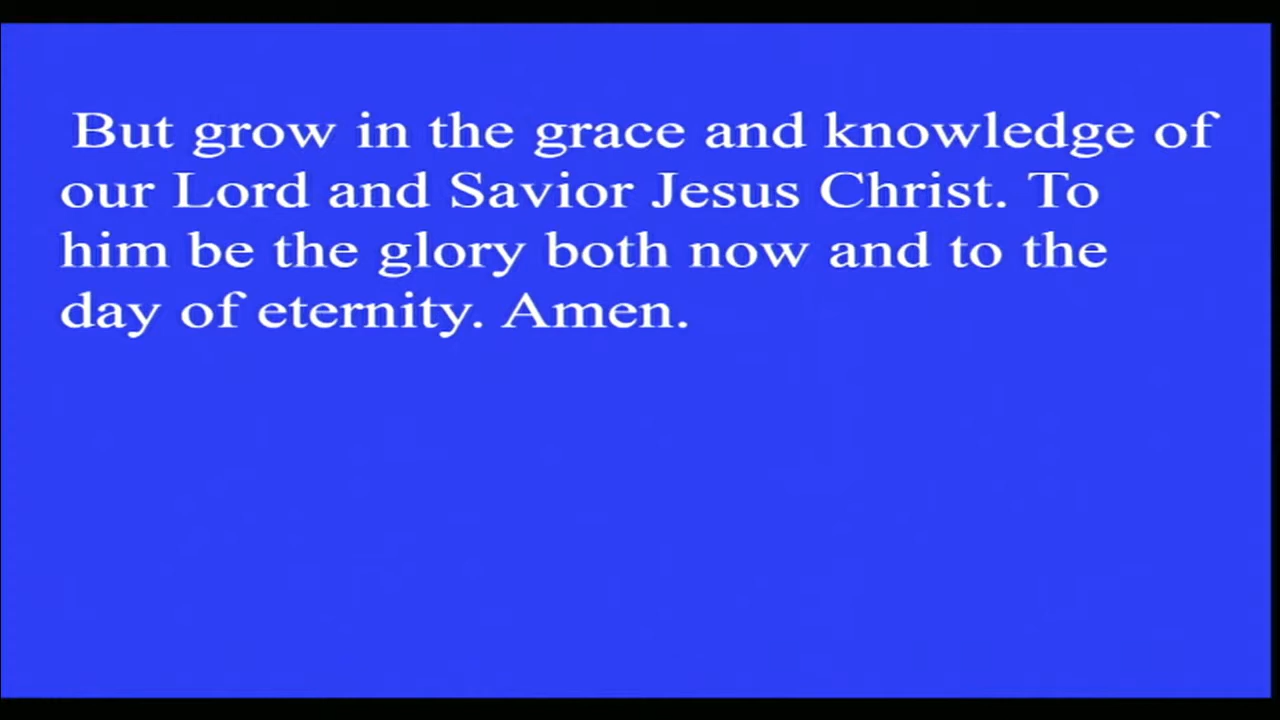 But grow in the grace and knowledge of
our Lord and Savior Jesus Christ. To
him be the glory both now and to the
day of eternity. Amen.